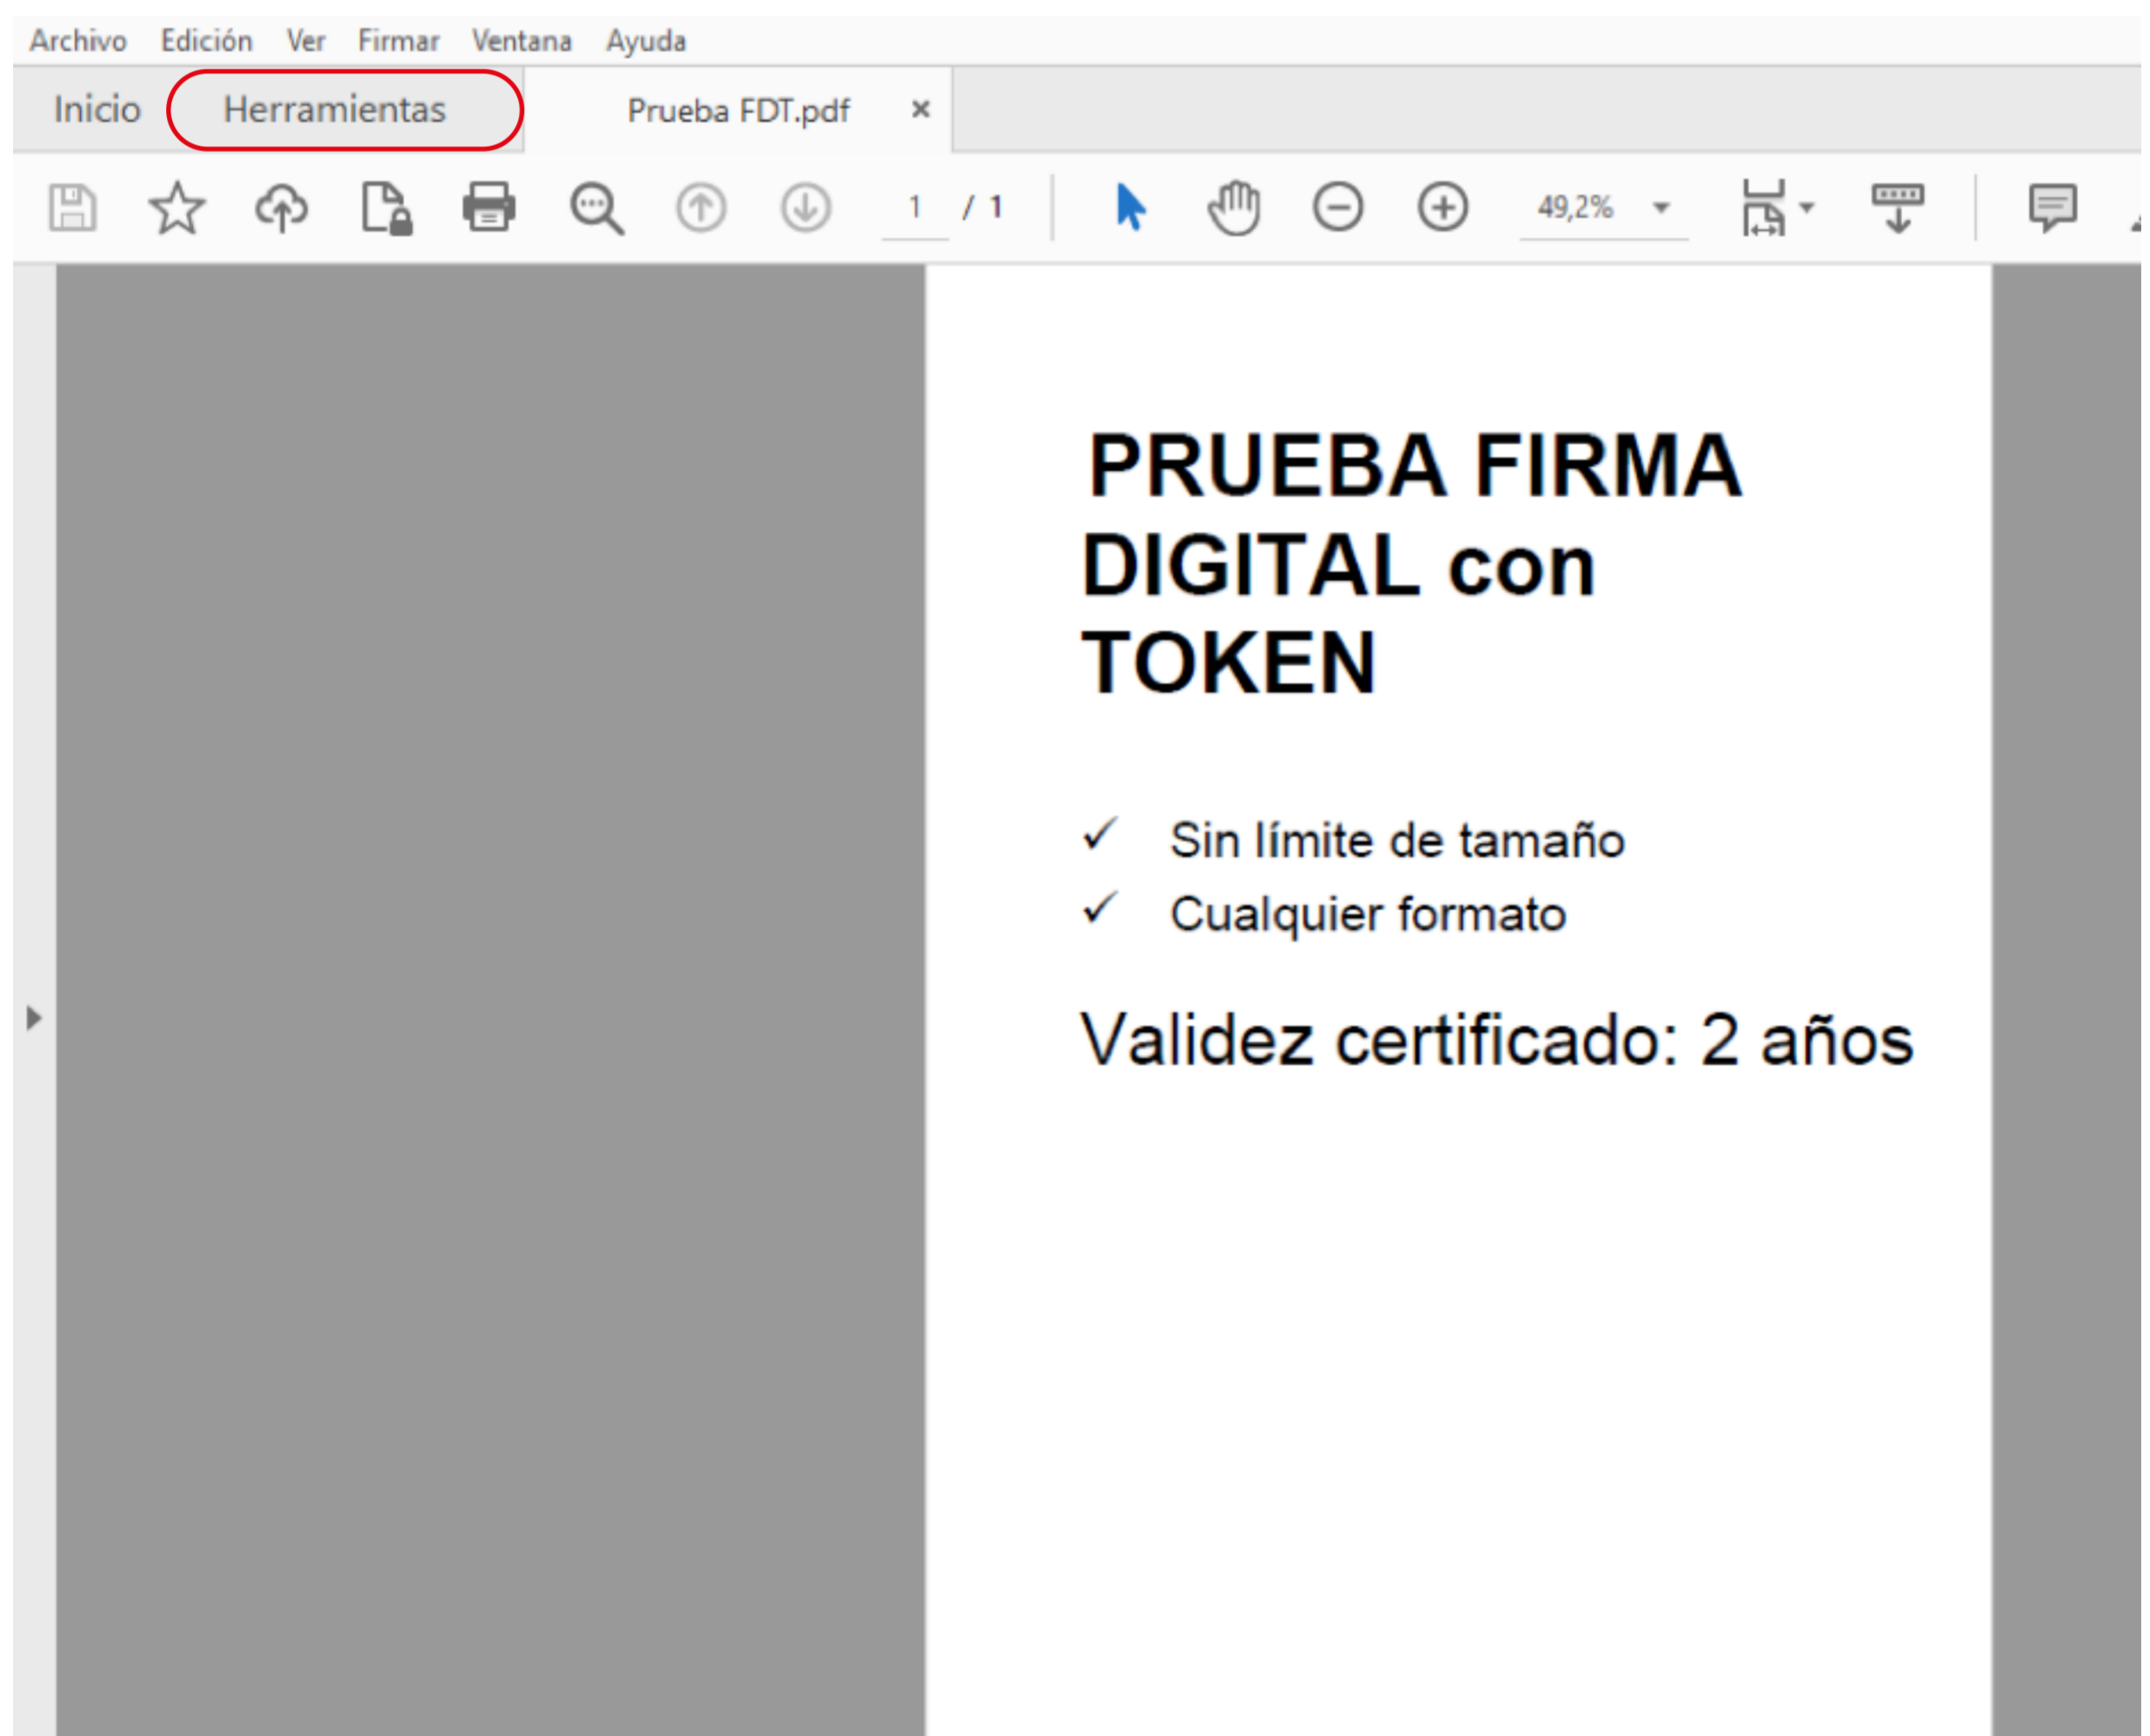 Archivo Edición Ver Firmar Ventana Ayuda
Inicio Herramientas Prueba FDT.pdf ×
1 / 1 49,2%
PRUEBA FIRMA
DIGITAL con
TOKEN
✓ Sin límite de tamaño
✓ Cualquier formato
Validez certificado: 2 años